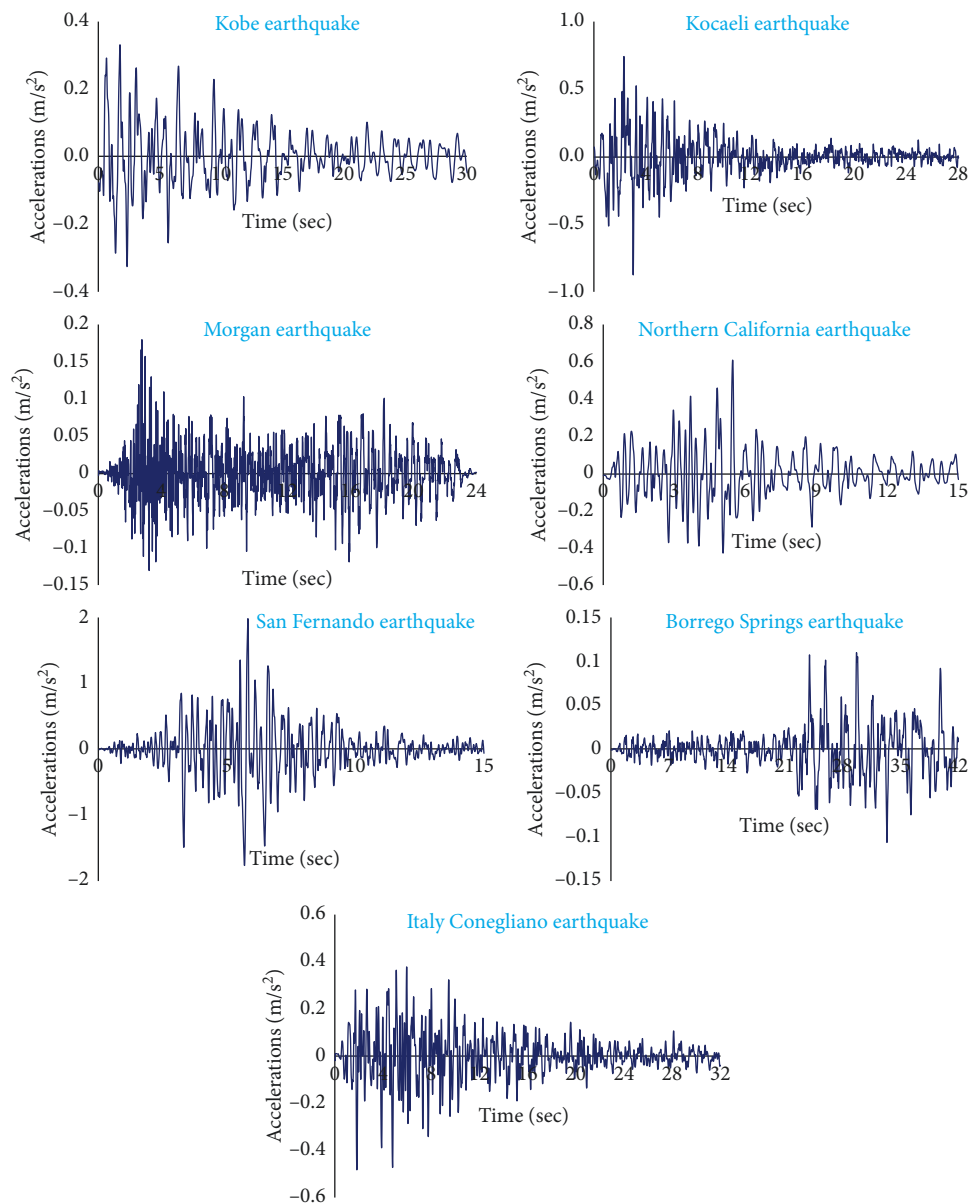 Kobe earthquake
Accelerations (m/s²)
0.4
0.2
0.0
–0.2
–0.4
0 5 10 15 20 25 30
Time (sec)
Kocaeli earthquake
Accelerations (m/s²)
1.0
0.5
0.0
–0.5
–1.0
0 4 8 12 16 20 24 28
Time (sec)
Morgan earthquake
Accelerations (m/s²)
0.2
0.15
0.1
0.05
0
–0.05
–0.1
–0.15
0 4 8 12 16 20 24
Time (sec)
Northern California earthquake
Accelerations (m/s²)
0.8
0.6
0.4
0.2
0
–0.2
–0.4
–0.6
0 3 6 9 12 15
Time (sec)
San Fernando earthquake
Accelerations (m/s²)
2
1
0
–1
–2
0 5 10 15
Time (sec)
Borrego Springs earthquake
Accelerations (m/s²)
0.15
0.1
0.05
0
–0.05
–0.1
–0.15
0 7 14 21 28 35 42
Time (sec)
Italy Conegliano earthquake
Accelerations (m/s²)
0.6
0.4
0.2
0
–0.2
–0.4
–0.6
0 4 8 12 16 20 24 28 32
Time (sec)